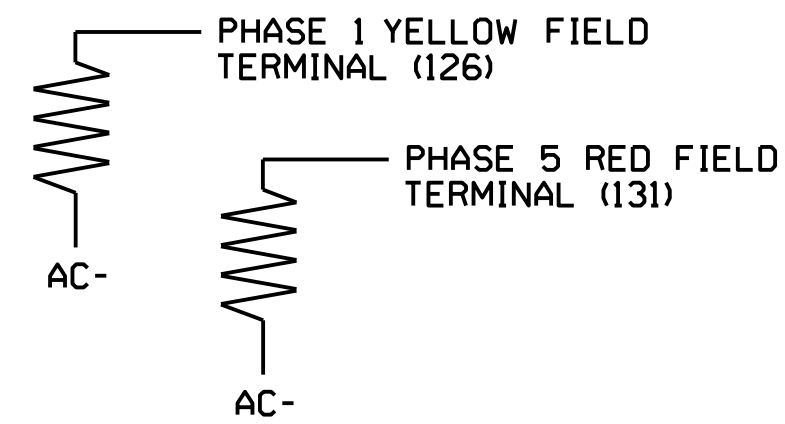 PHASE 1 YELLOW FIELD
TERMINAL (126)
AC-
PHASE 5 RED FIELD
TERMINAL (131)
AC-